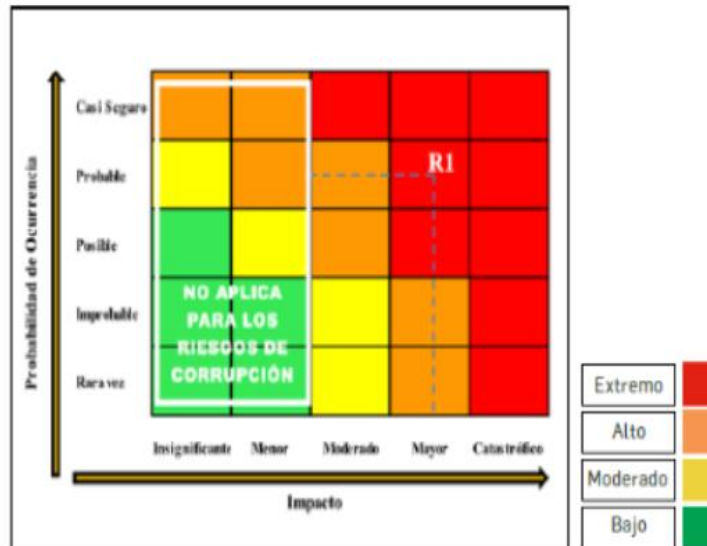 Probabilidad de Ocurrencia
Casi Seguro
Probable
Posible
Improbable
Rara vez
R1
NO APLICA
PARA LOS
RIESGOS DE
CORRUPCIÓN
Insignificante
Menor
Moderado
Mayor
Catastrófico
Impacto
Extremo
Alto
Moderado
Bajo